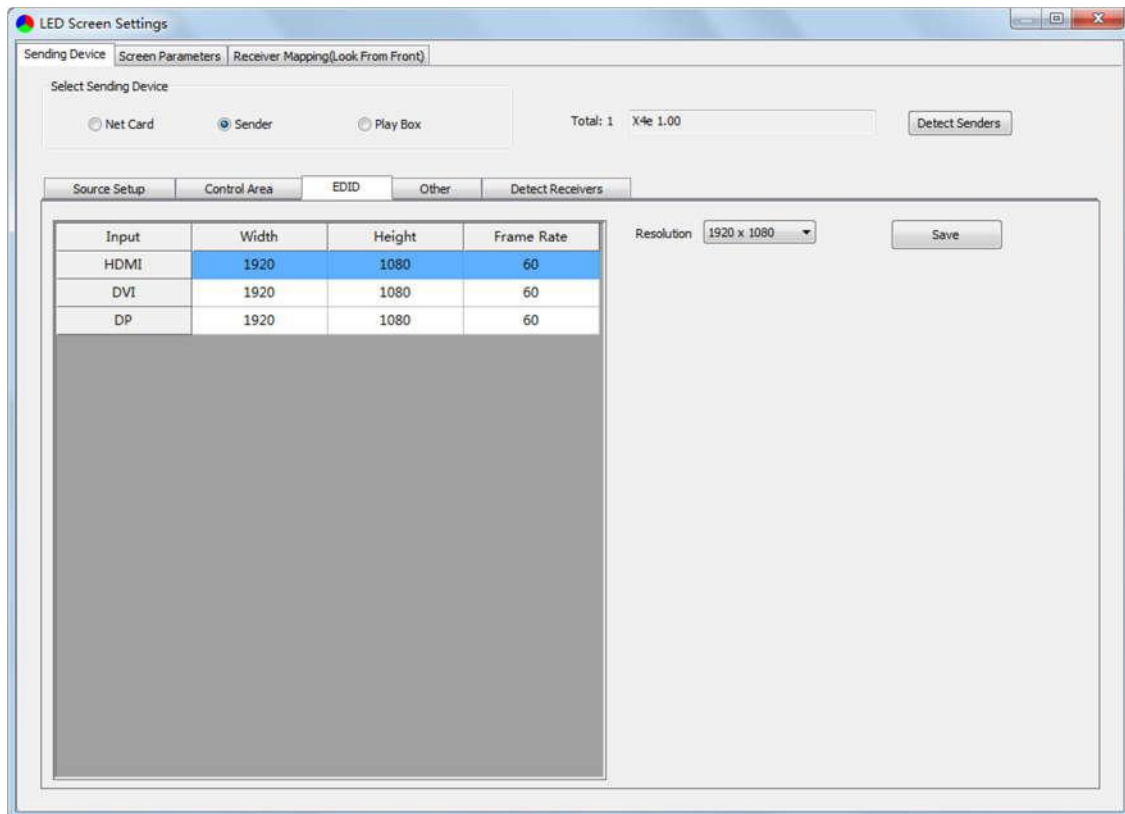 LED Screen Settings
Sending Device Screen Parameters Receiver Mapping(Look From Front)
Select Sending Device
Net Card Sender Play Box Total: 1 X4e 1.00 Detect Senders
Source Setup Control Area EDID Other Detect Receivers
Input Width Height Frame Rate Resolution 1920 x 1080 Save
HDMI 1920 1080 60
DVI 1920 1080 60
DP 1920 1080 60